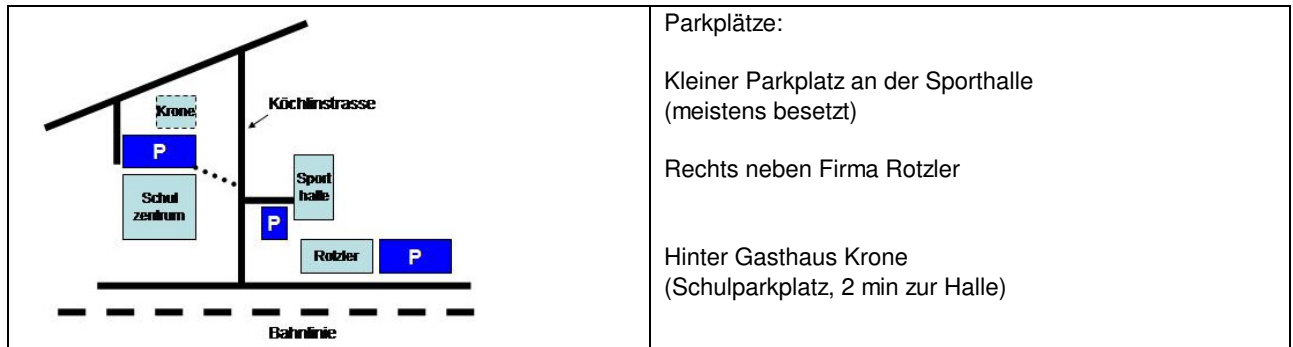 Krone
Köchlinstrasse
P
Schul
zentrum
Sport
halle
P
Rotzler
P
Bahnlinie
Parkplätze:
Kleiner Parkplatz an der Sporthalle
(meistens besetzt)
Rechts neben Firma Rotzler
Hinter Gasthaus Krone
(Schulparkplatz, 2 min zur Halle)